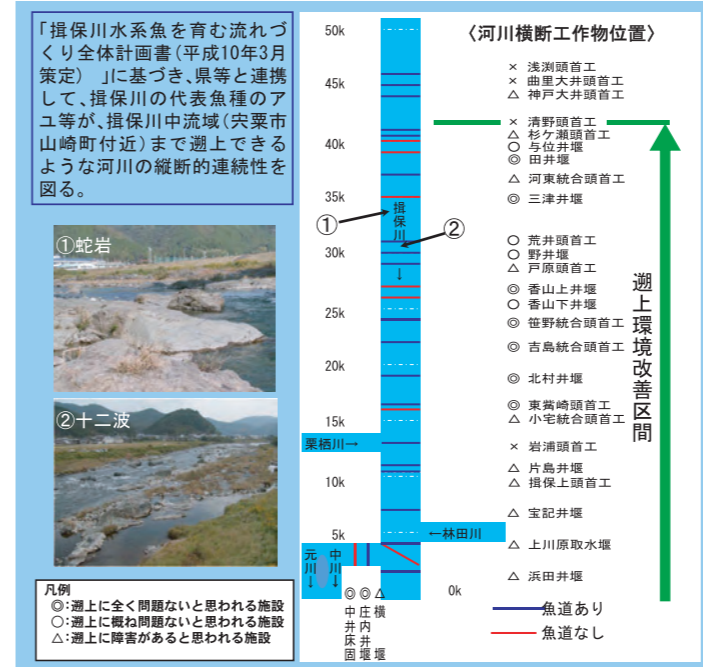 「揖保川水系魚を育む流れづ
くり全体計画書(平成10年3月
策定) 」に基づき、県等と連携
して、揖保川の代表魚種のア
ユ等が、揖保川中流域(宍粟市
山崎町付近)まで遡上できる
ような河川の縦断的連続性を
図る。
①蛇岩
②十二波
凡例
◎:遡上に全く問題ないと思われる施設
○:遡上に概ね問題ないと思われる施設
△:遡上に障害があると思われる施設
〈河川横断工作物位置〉
50k
45k
40k
35k
30k
25k
20k
15k
10k
5k
0k
①
②
揖保川
↓
栗栖川→
←林田川
元川↓
中川↓
◎中井床固
◎庄内井堰
△横堰
× 浅渕頭首工
× 曲里大井頭首工
△ 神戸大井頭首工
× 清野頭首工
△ 杉ケ瀬頭首工
○ 与位井堰
◎ 田井堰
△ 河東統合頭首工
◎ 三津井堰
○ 荒井頭首工
○ 野井堰
△ 戸原頭首工
◎ 香山上井堰
○ 香山下井堰
◎ 笹野統合頭首工
◎ 吉島統合頭首工
◎ 北村井堰
◎ 東觜崎頭首工
△ 小宅統合頭首工
× 岩浦頭首工
△ 片島井堰
△ 揖保上頭首工
△ 宝記井堰
△ 上川原取水堰
△ 浜田井堰
遡上環境改善区間
魚道あり
魚道なし